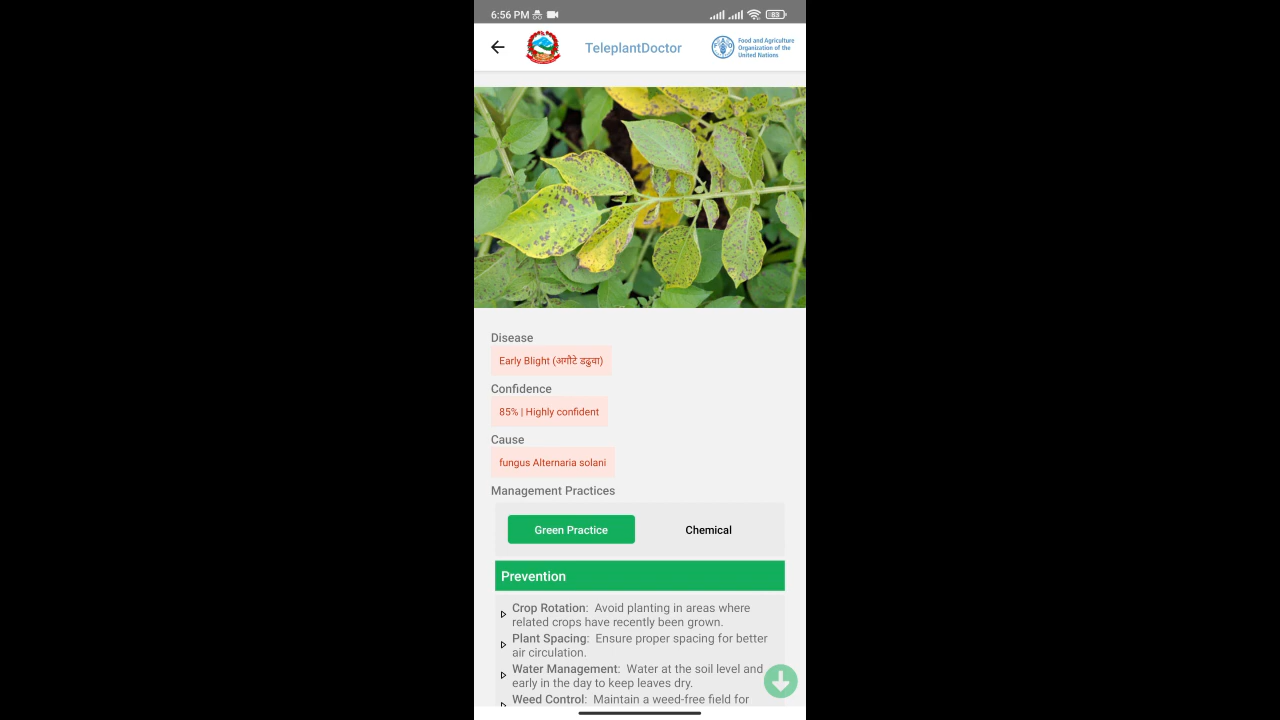 6:56 PM
83
TeleplantDoctor
Food and Agriculture
Organization of the
United Nations
Disease
Early Blight (अगौटे डढुवा)
Confidence
85% | Highly confident
Cause
fungus Alternaria solani
Management Practices
Green Practice
Chemical
Prevention
Crop Rotation: Avoid planting in areas where
related crops have recently been grown.
Plant Spacing: Ensure proper spacing for better
air circulation.
Water Management: Water at the soil level and
early in the day to keep leaves dry.
Weed Control: Maintain a weed-free field for